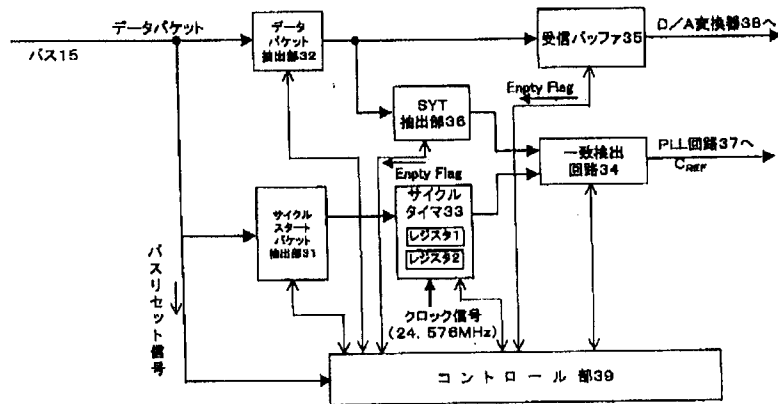 データパケット
バス15
データ
パケット
抽出部32
受信バッファ35
D/A変換器38へ
Enpty Flag
SYT
抽出部36
Enpty Flag
一致検出
回路34
PLL回路37へ
CREF
サイクル
スタート
パケット
抽出部31
サイクル
タイマ33
レジスタ1
レジスタ2
クロック信号
(24. 576MHz)
バスリセット信号
コントロール部39